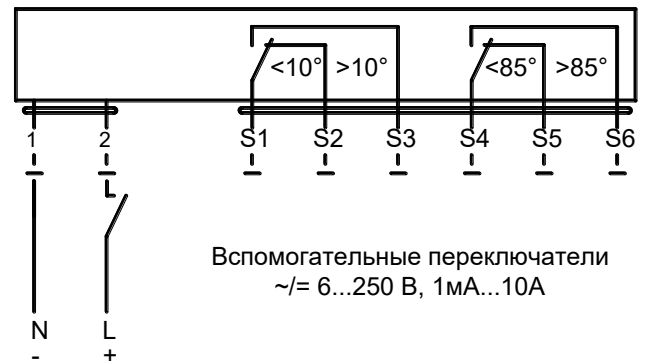 <10° >10° <85° >85°
1 2 S1 S2 S3 S4 S5 S6
Вспомогательные переключатели
~/= 6...250 В, 1мА...10А
N L
- +